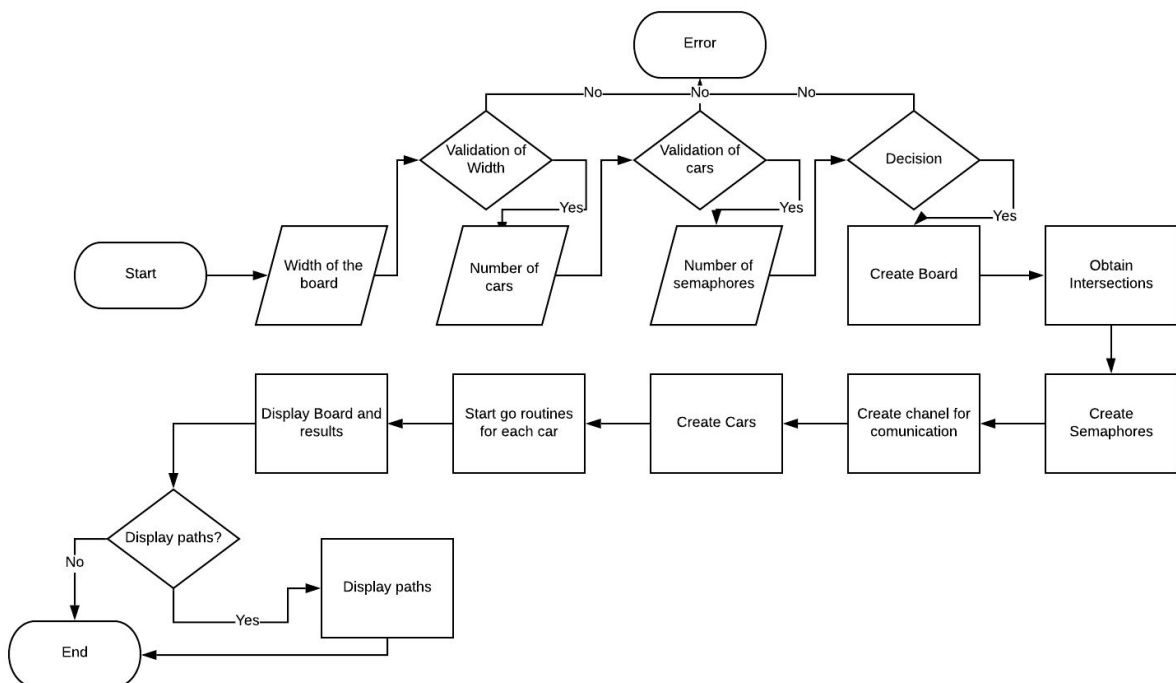 Error
No
No
No
Validation of
Width
Validation of
cars
Decision
Yes
Yes
Yes
Start
Width of the
board
Number of
cars
Number of
semaphores
Create Board
Obtain
Intersections
Display Board and
results
Start go routines
for each car
Create Cars
Create chanel for
comunication
Create
Semaphores
Display paths?
No
Yes
Display paths
End